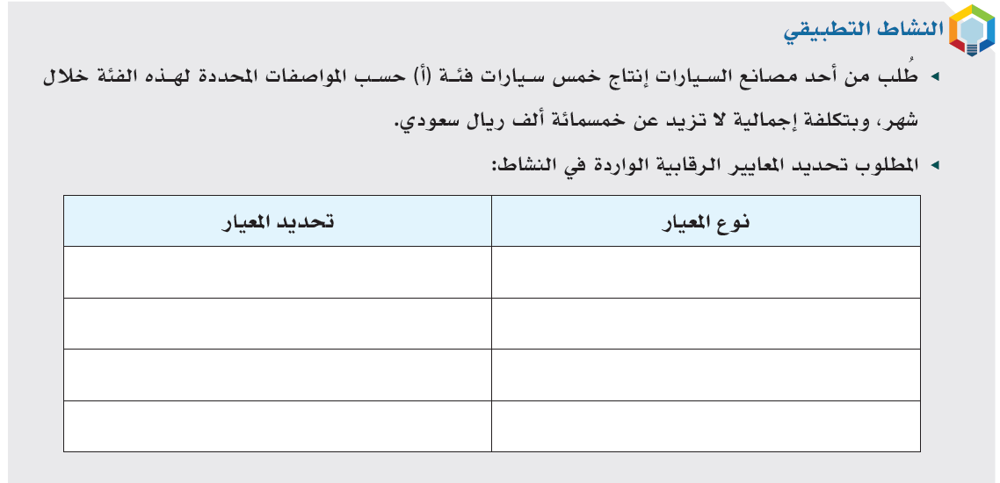 النشاط التطبيقي
طُلب من أحد مصانع السيارات إنتاج خمس سيارات فئة (أ) حسب المواصفات المحددة لهذه الفئة خلال
شهر، وبتكلفة إجمالية لا تزيد عن خمسمائة ألف ريال سعودي.
المطلوب تحديد المعايير الرقابية الواردة في النشاط:
نوع المعيار تحديد المعيار